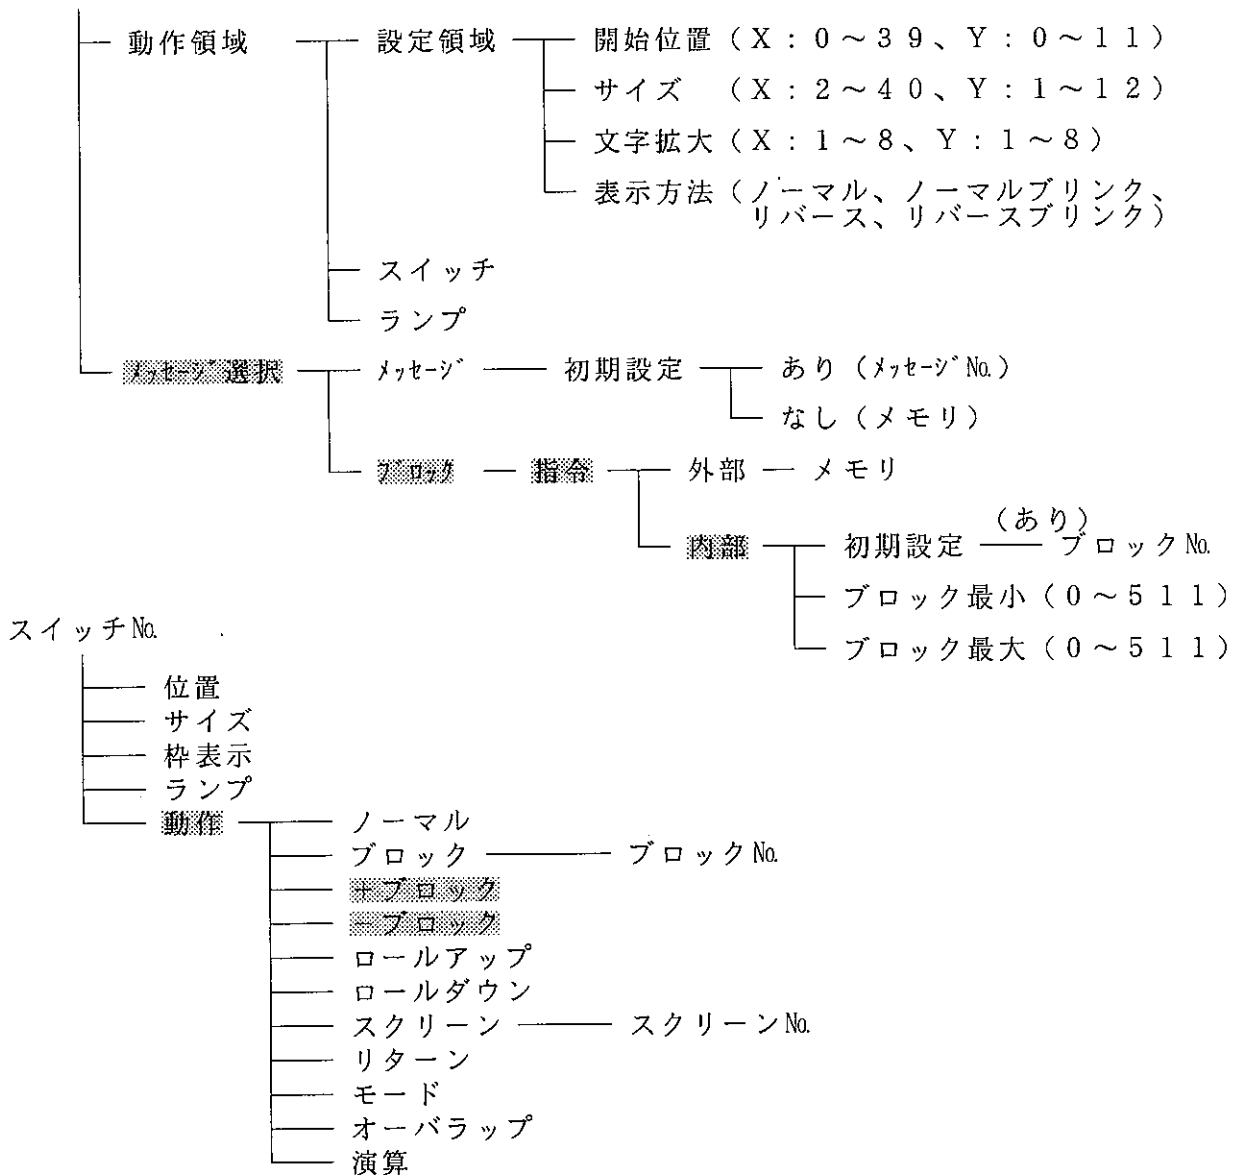 動作領域 設定領域 開始位置（X：0～39、Y：0～11）
サイズ （X：2～40、Y：1～12）
文字拡大（X：1～8、Y：1～8）
表示方法（ノーマル、ノーマルブリンク、
リバース、リバースブリンク）
スイッチ
ランプ
ﾒｯｾｰｼﾞ選択 ﾒｯｾｰｼﾞ 初期設定 あり（ﾒｯｾｰｼﾞNo.）
なし（メモリ）
ﾌﾞﾛｯｸ 指令 外部 メモリ
内部 初期設定 （あり） ブロックNo.
ブロック最小（0～511）
ブロック最大（0～511）
スイッチNo.
位置
サイズ
枠表示
ランプ
動作 ノーマル
ブロック ブロックNo.
＋ブロック
－ブロック
ロールアップ
ロールダウン
スクリーン スクリーンNo.
リターン
モード
オーバラップ
演算